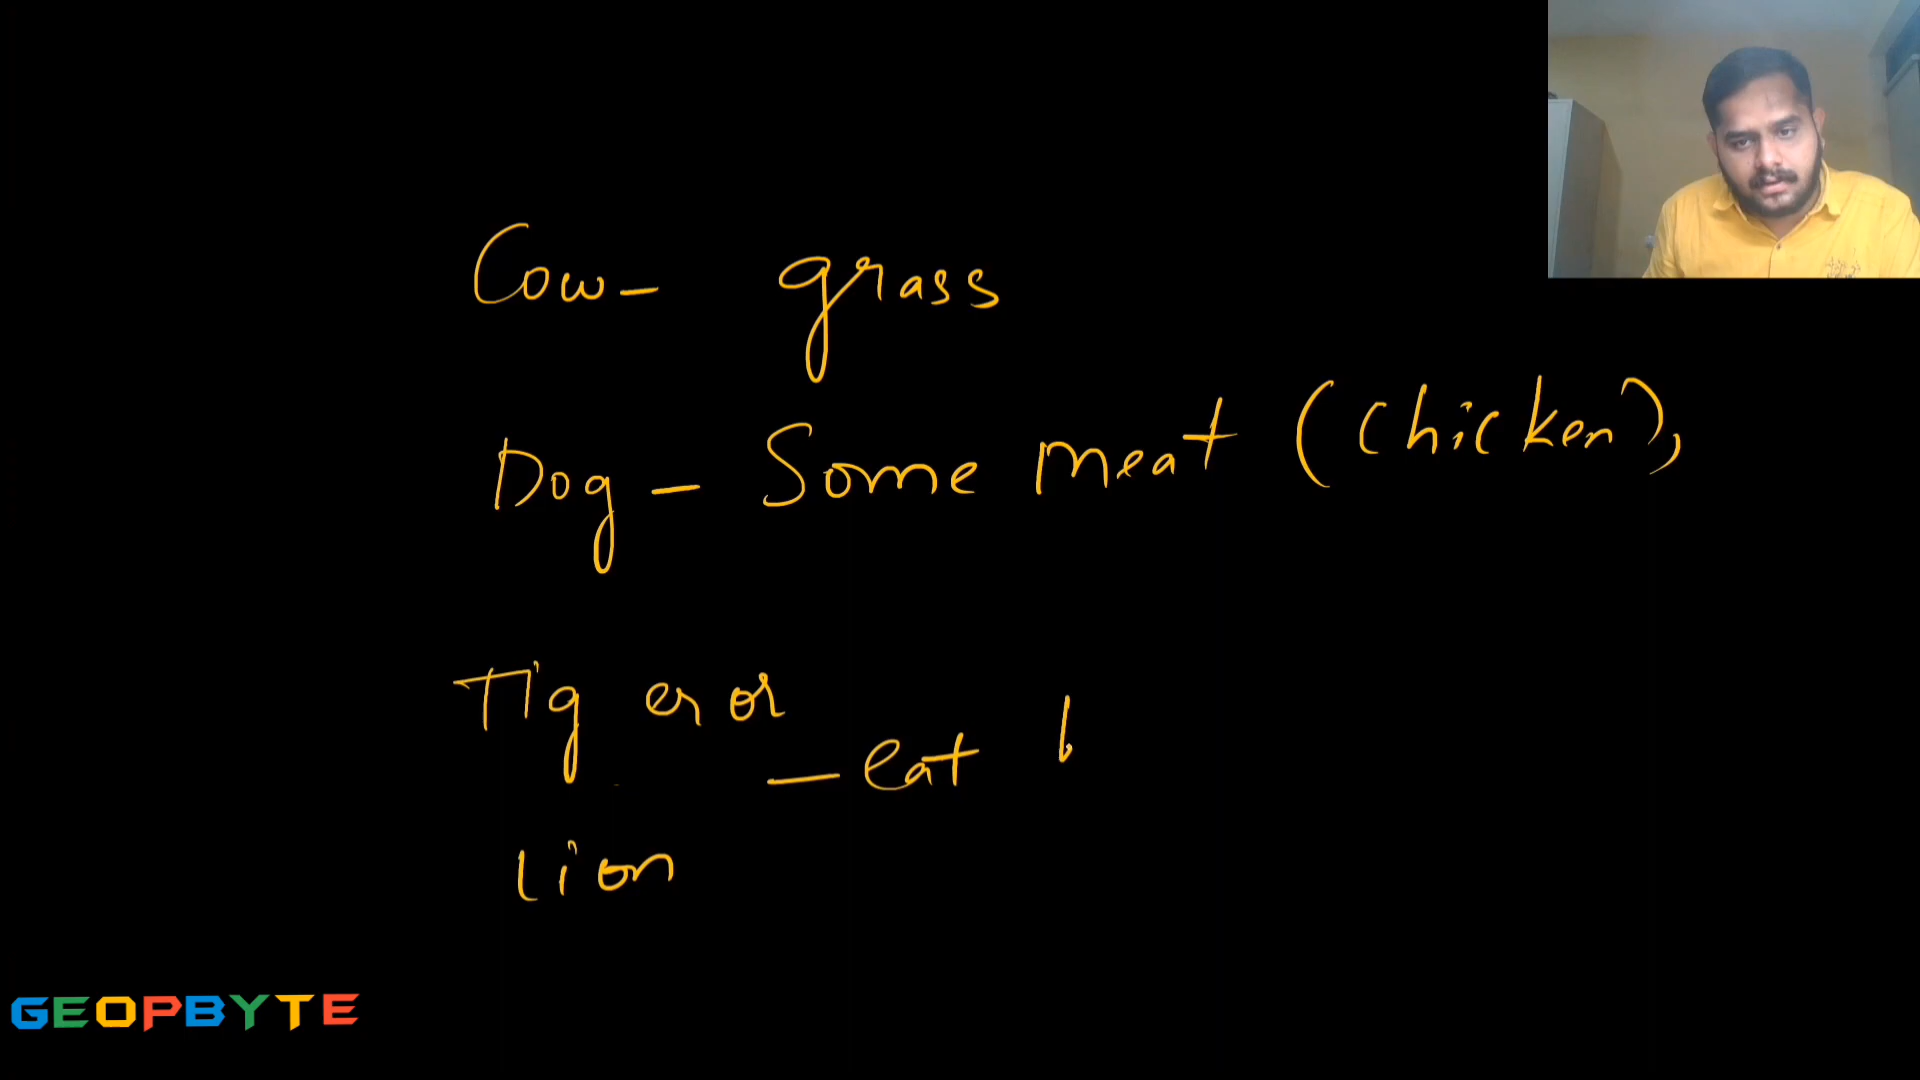 Cow- grass
Dog - Some meat (chicken),
Tiger or
- eat
Lion
GEOPBYTE